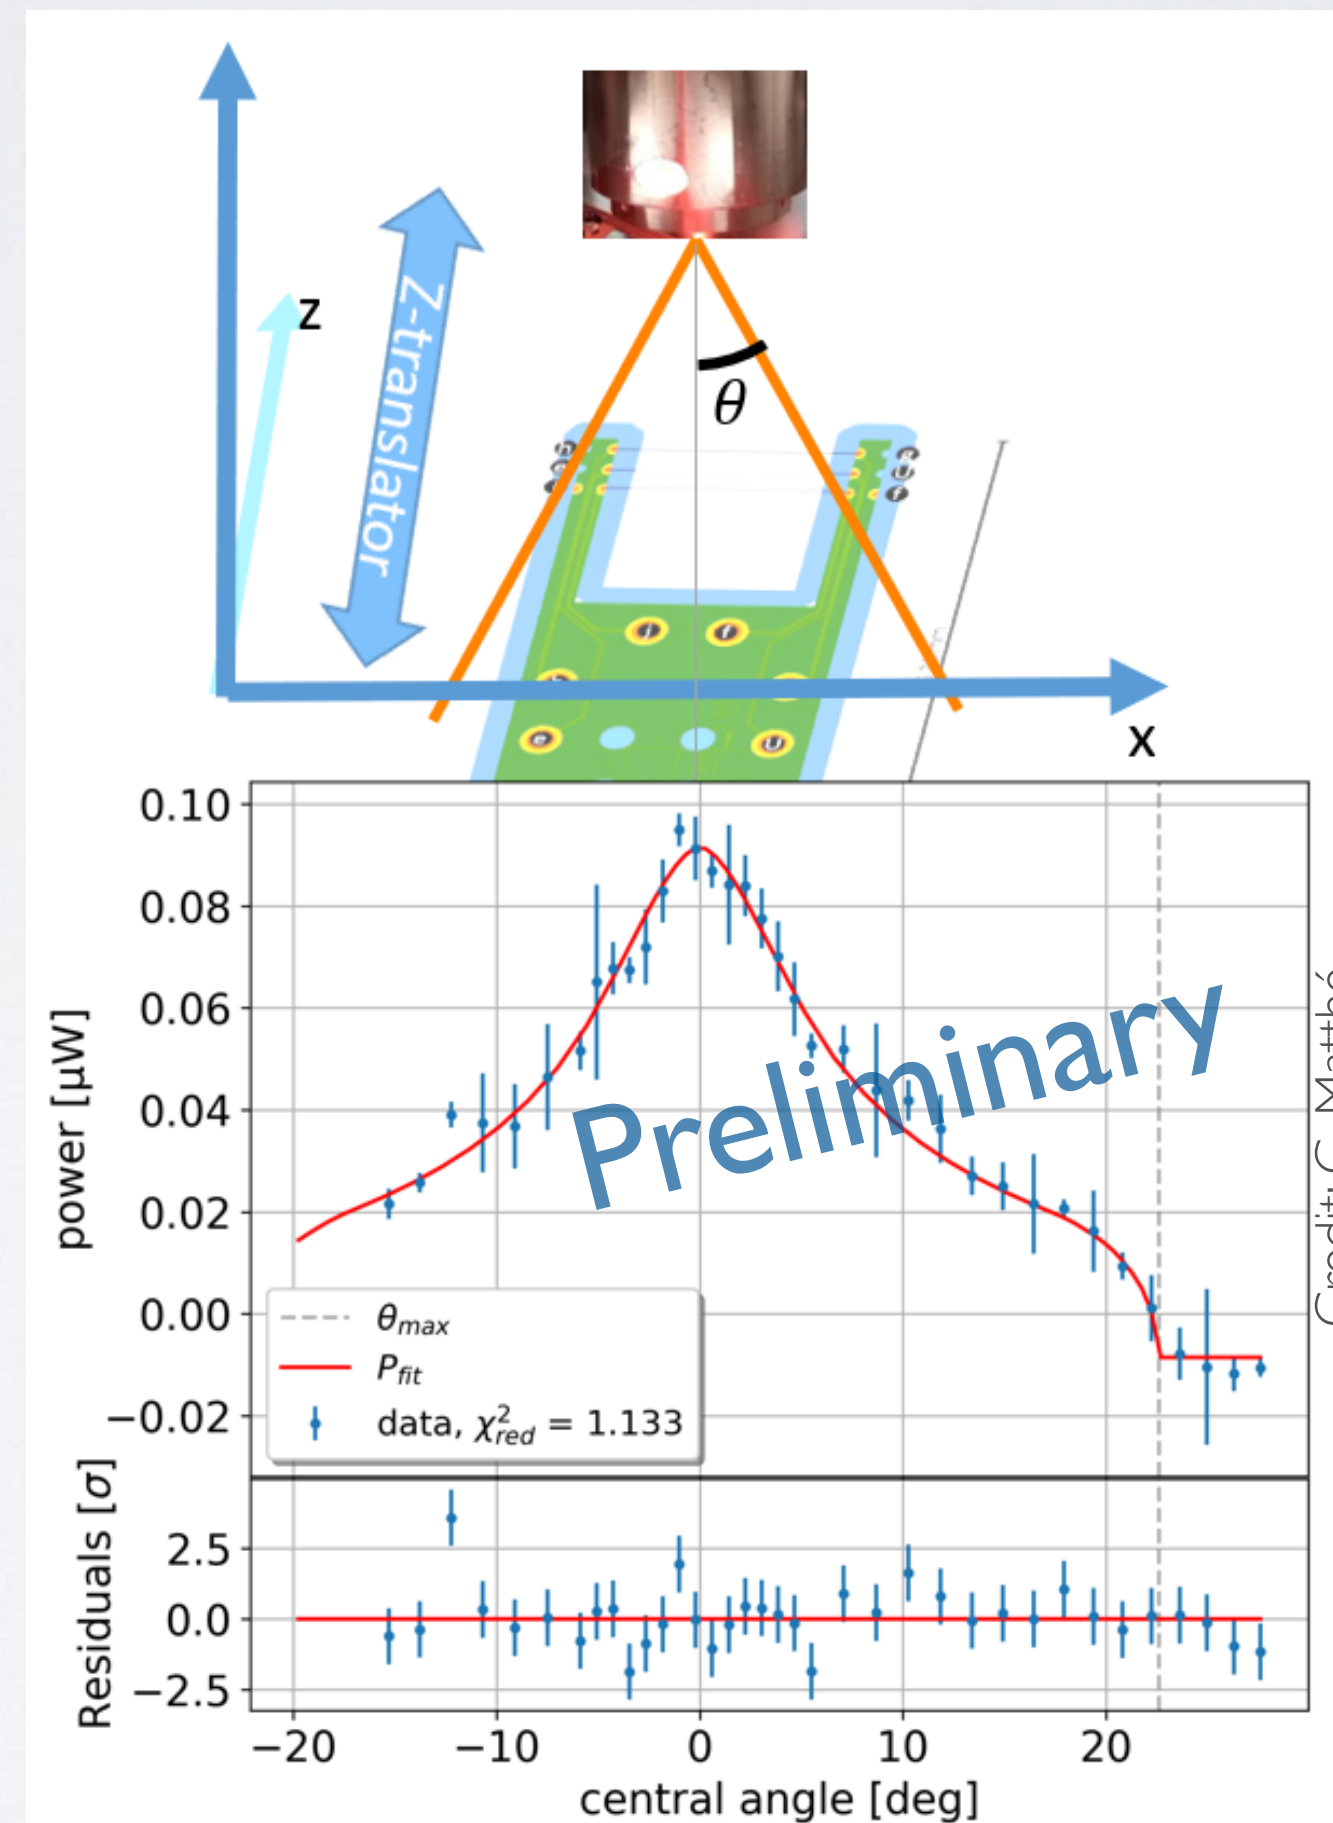 z
Z-translator
θ
j
f
e
U
x
0.10
0.08
0.06
0.04
0.02
0.00
−0.02
power [μW]
Preliminary
θmax
Pfit
data, χ²red = 1.133
2.5
0.0
−2.5
Residuals [σ]
−20 −10 0 10 20
central angle [deg]